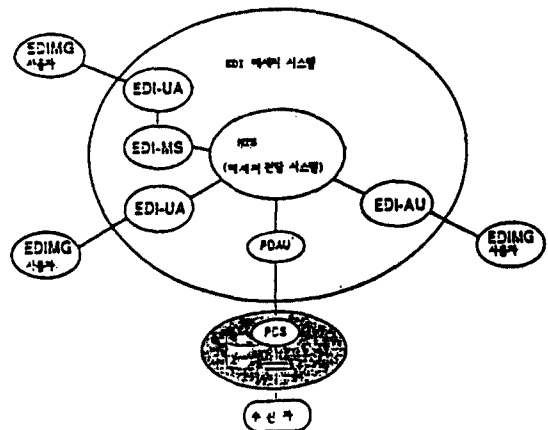 EDIMG
사용자
EDI 메세지 시스템
EDI-UA
EDI-MS
MTS
(메세지 전달 시스템)
EDI-UA
EDI-AU
EDIMG
사용자
EDIMG
사용자
PDAU
PDS
수신자